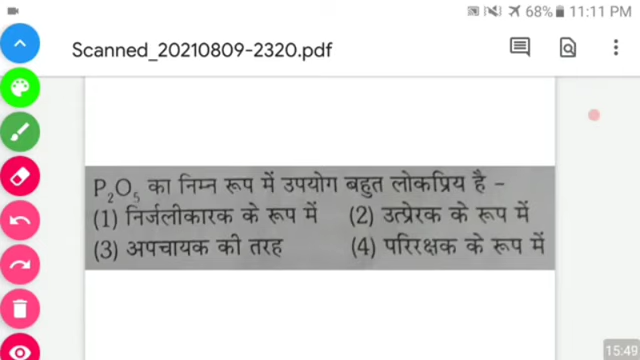 68% 11:11 PM
Scanned_20210809-2320.pdf
P₂O₅ का निम्न रूप में उपयोग बहुत लोकप्रिय है –
(1) निर्जलीकारक के रूप में (2) उत्प्रेरक के रूप में
(3) अपचायक की तरह (4) परिरक्षक के रूप में
15:49